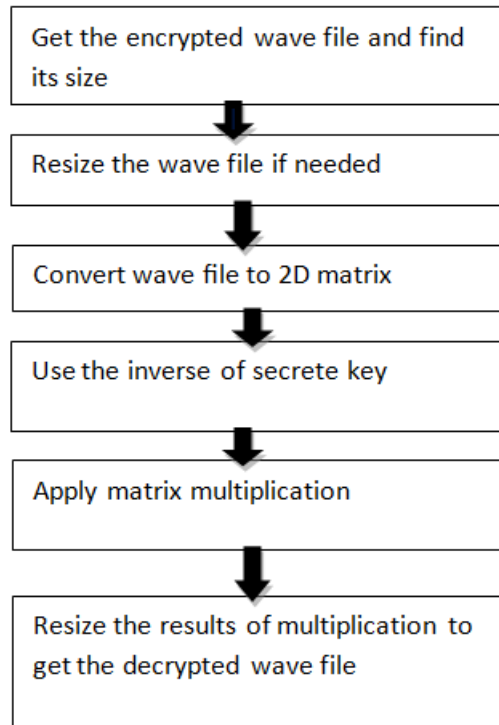 Get the encrypted wave file and find
its size
Resize the wave file if needed
Convert wave file to 2D matrix
Use the inverse of secrete key
Apply matrix multiplication
Resize the results of multiplication to
get the decrypted wave file